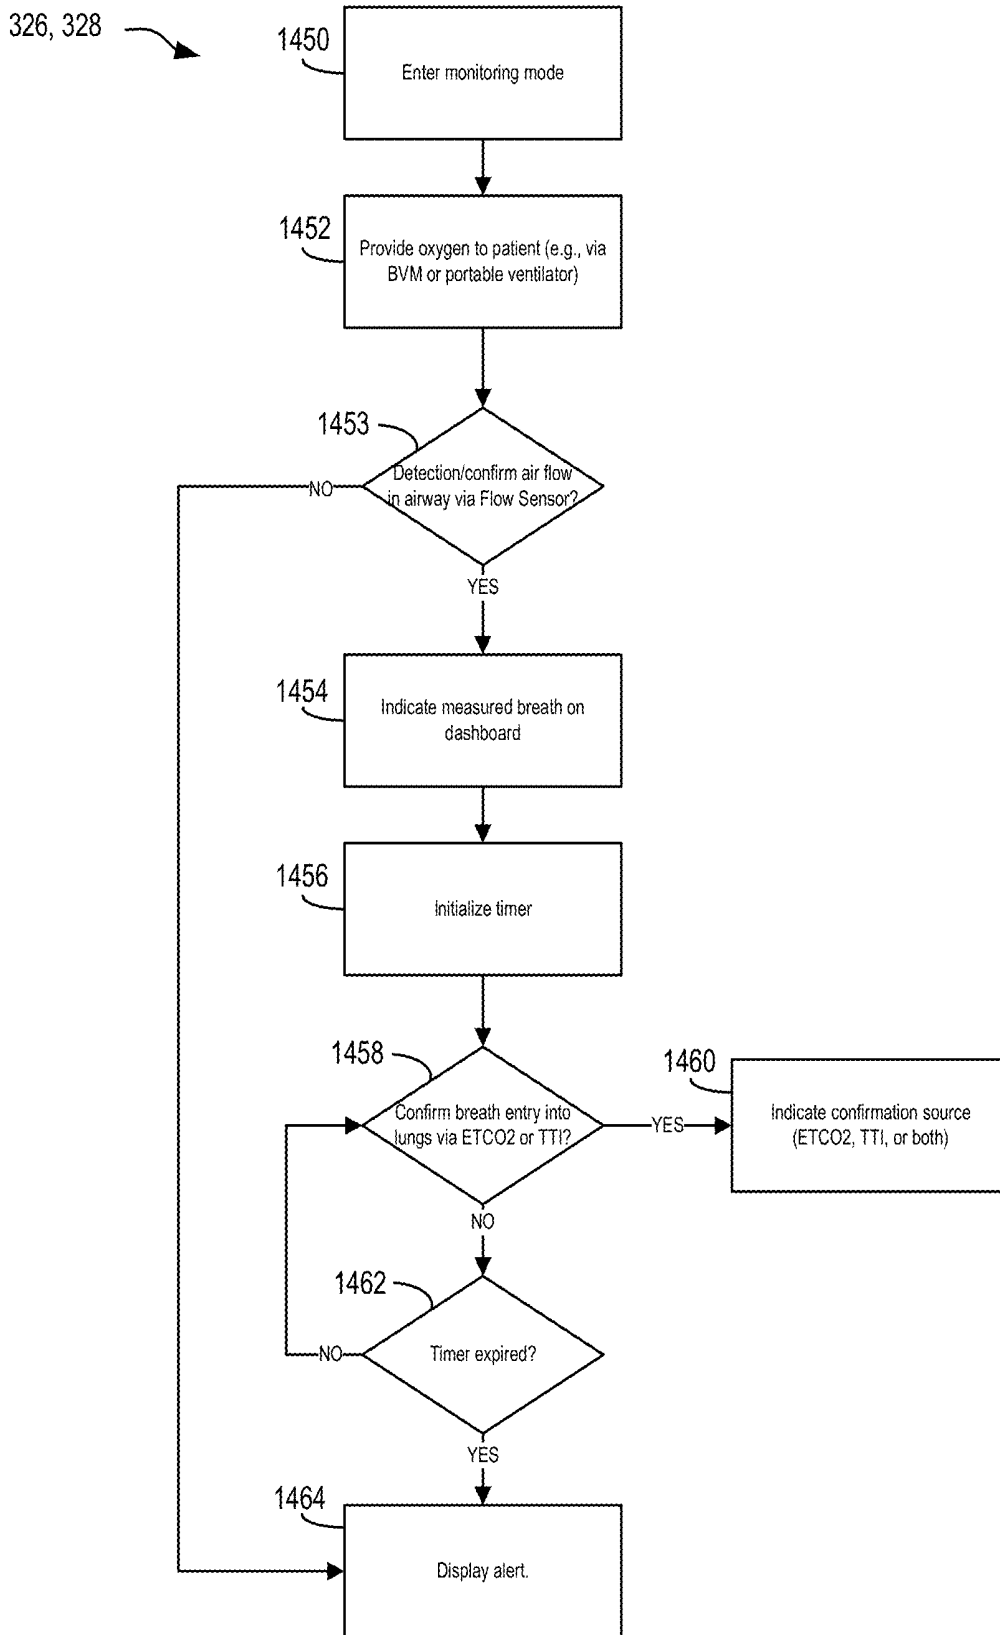 326, 328
1450
Enter monitoring mode
1452
Provide oxygen to patient (e.g., via
BVM or portable ventilator)
1453
Detection/confirm air flow
in airway via Flow Sensor?
NO
YES
1454
Indicate measured breath on
dashboard
1456
Initialize timer
1458
Confirm breath entry into
lungs via ETCO2 or TTI?
YES
1460
Indicate confirmation source
(ETCO2, TTI, or both)
NO
1462
Timer expired?
NO
YES
1464
Display alert.